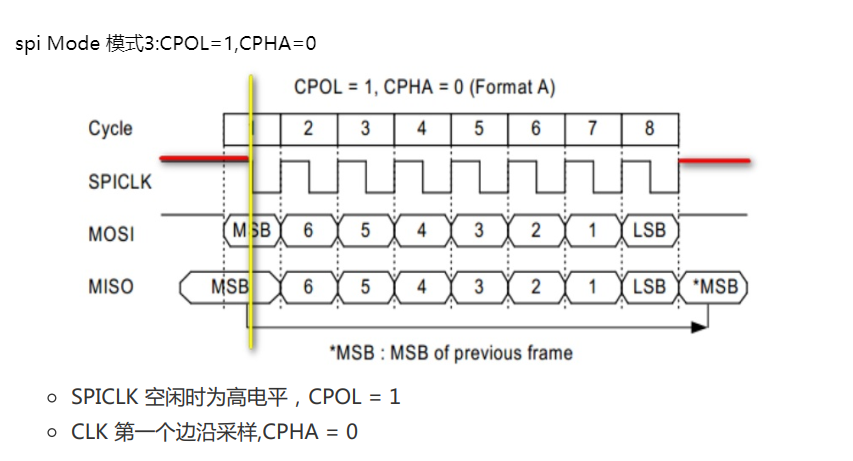 spi Mode 模式3:CPOL=1,CPHA=0
CPOL = 1, CPHA = 0 (Format A)
Cycle 1 2 3 4 5 6 7 8
SPICLK
MOSI MSB 6 5 4 3 2 1 LSB
MISO MSB 6 5 4 3 2 1 LSB *MSB
*MSB : MSB of previous frame
SPICLK 空闲时为高电平，CPOL = 1
CLK 第一个边沿采样,CPHA = 0